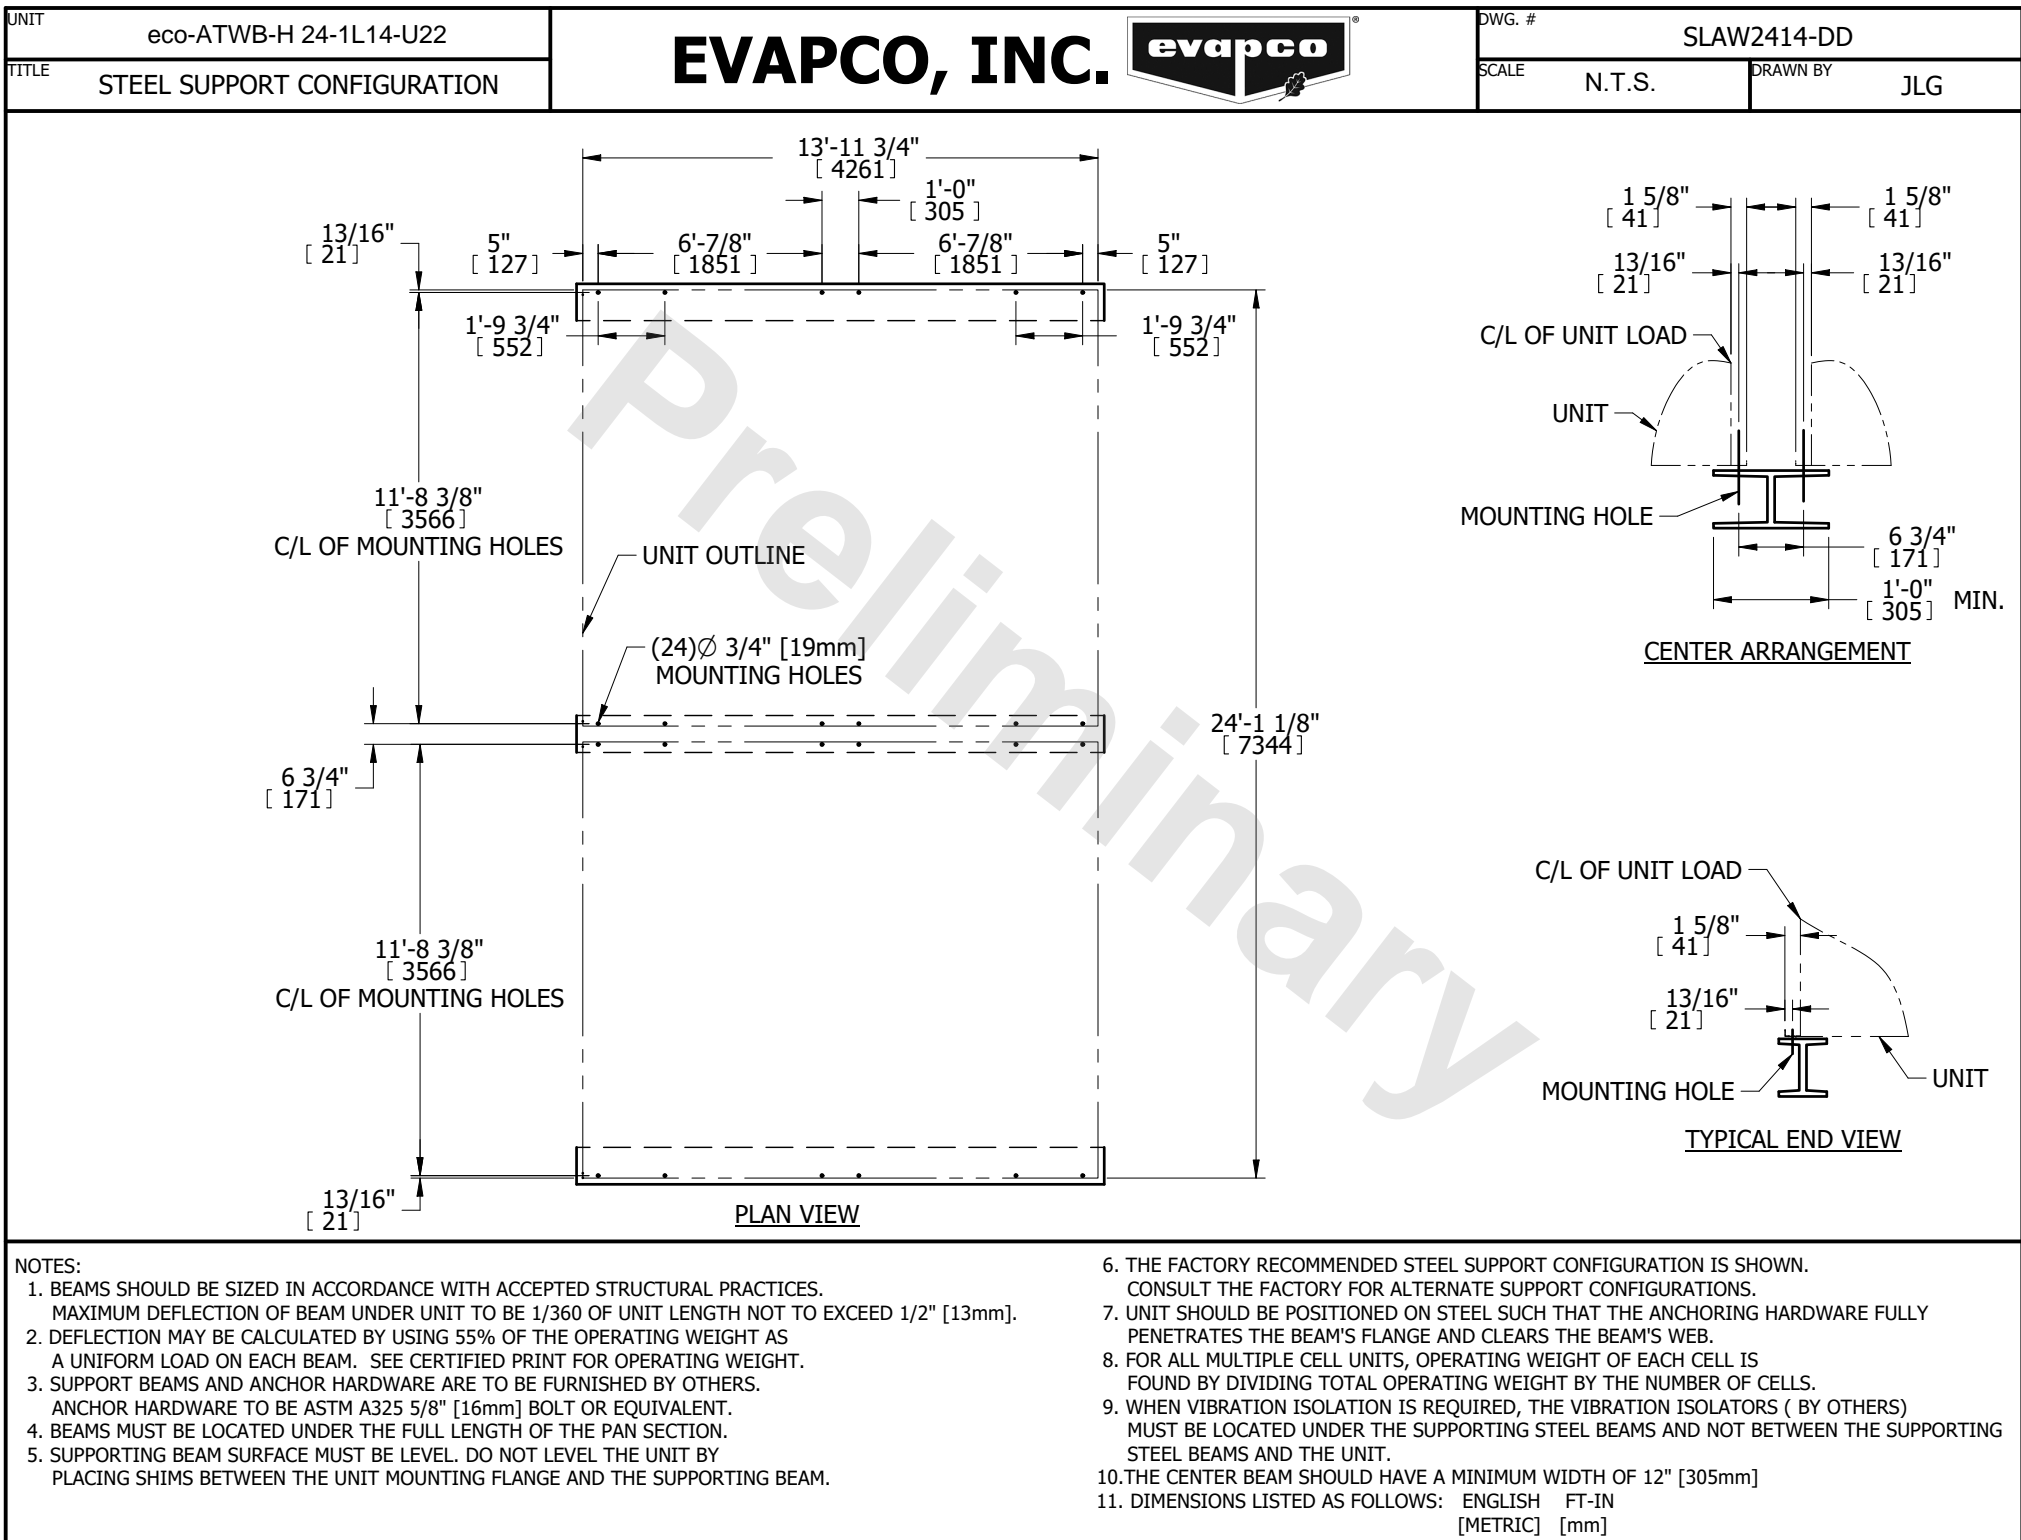 UNIT
eco-ATWB-H 24-1L14-U22
TITLE
STEEL SUPPORT CONFIGURATION
EVAPCO, INC.
evapco
®
DWG. #
SLAW2414-DD
SCALE
N.T.S.
DRAWN BY
JLG
13'-11 3/4"
[ 4261 ]
1'-0"
[ 305 ]
13/16"
[ 21 ]
5"
[ 127 ]
6'-7/8"
[ 1851 ]
6'-7/8"
[ 1851 ]
5"
[ 127 ]
1'-9 3/4"
[ 552 ]
1'-9 3/4"
[ 552 ]
11'-8 3/8"
[ 3566 ]
C/L OF MOUNTING HOLES
UNIT OUTLINE
(24)Ø 3/4" [19mm]
MOUNTING HOLES
24'-1 1/8"
[ 7344 ]
6 3/4"
[ 171 ]
11'-8 3/8"
[ 3566 ]
C/L OF MOUNTING HOLES
13/16"
[ 21 ]
PLAN VIEW
Preliminary
1 5/8"
[ 41 ]
1 5/8"
[ 41 ]
13/16"
[ 21 ]
13/16"
[ 21 ]
C/L OF UNIT LOAD
UNIT
MOUNTING HOLE
6 3/4"
[ 171 ]
1'-0"
[ 305 ] MIN.
CENTER ARRANGEMENT
C/L OF UNIT LOAD
1 5/8"
[ 41 ]
13/16"
[ 21 ]
MOUNTING HOLE
UNIT
TYPICAL END VIEW
NOTES:
1. BEAMS SHOULD BE SIZED IN ACCORDANCE WITH ACCEPTED STRUCTURAL PRACTICES.
MAXIMUM DEFLECTION OF BEAM UNDER UNIT TO BE 1/360 OF UNIT LENGTH NOT TO EXCEED 1/2" [13mm].
2. DEFLECTION MAY BE CALCULATED BY USING 55% OF THE OPERATING WEIGHT AS
A UNIFORM LOAD ON EACH BEAM. SEE CERTIFIED PRINT FOR OPERATING WEIGHT.
3. SUPPORT BEAMS AND ANCHOR HARDWARE ARE TO BE FURNISHED BY OTHERS.
ANCHOR HARDWARE TO BE ASTM A325 5/8" [16mm] BOLT OR EQUIVALENT.
4. BEAMS MUST BE LOCATED UNDER THE FULL LENGTH OF THE PAN SECTION.
5. SUPPORTING BEAM SURFACE MUST BE LEVEL. DO NOT LEVEL THE UNIT BY
PLACING SHIMS BETWEEN THE UNIT MOUNTING FLANGE AND THE SUPPORTING BEAM.
6. THE FACTORY RECOMMENDED STEEL SUPPORT CONFIGURATION IS SHOWN.
CONSULT THE FACTORY FOR ALTERNATE SUPPORT CONFIGURATIONS.
7. UNIT SHOULD BE POSITIONED ON STEEL SUCH THAT THE ANCHORING HARDWARE FULLY
PENETRATES THE BEAM'S FLANGE AND CLEARS THE BEAM'S WEB.
8. FOR ALL MULTIPLE CELL UNITS, OPERATING WEIGHT OF EACH CELL IS
FOUND BY DIVIDING TOTAL OPERATING WEIGHT BY THE NUMBER OF CELLS.
9. WHEN VIBRATION ISOLATION IS REQUIRED, THE VIBRATION ISOLATORS ( BY OTHERS)
MUST BE LOCATED UNDER THE SUPPORTING STEEL BEAMS AND NOT BETWEEN THE SUPPORTING
STEEL BEAMS AND THE UNIT.
10.THE CENTER BEAM SHOULD HAVE A MINIMUM WIDTH OF 12" [305mm]
11. DIMENSIONS LISTED AS FOLLOWS: ENGLISH FT-IN
[METRIC] [mm]